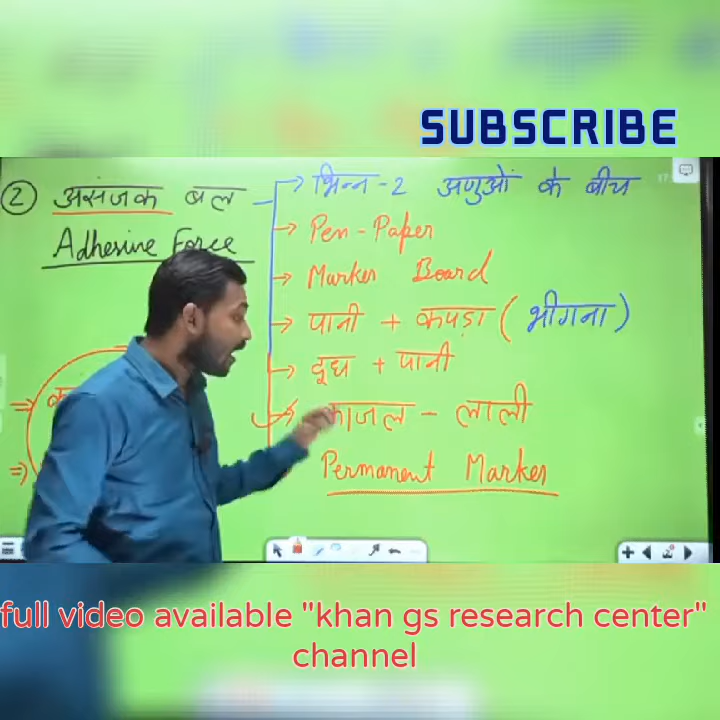 SUBSCRIBE
② असंजक बल
Adhesive Force
→ भिन्न-2 अणुओं के बीच
→ Pen-Paper
→ Marker Board
→ पानी + कपड़ा (भीगना)
→ दूध + पानी
→ काजल - लाली
Permanent Marker
full video available "khan gs research center"
channel